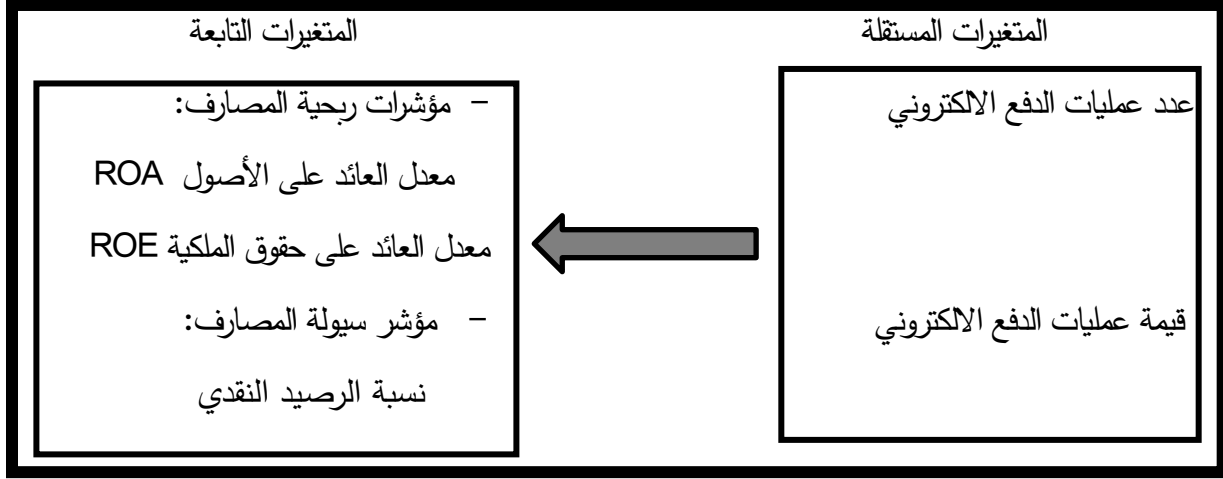 المتغيرات المستقلة
عدد عمليات الدفع الالكتروني
قيمة عمليات الدفع الالكتروني
المتغيرات التابعة
- مؤشرات ربحية المصارف:
معدل العائد على الأصول ROA
معدل العائد على حقوق الملكية ROE
- مؤشر سيولة المصارف:
نسبة الرصيد النقدي